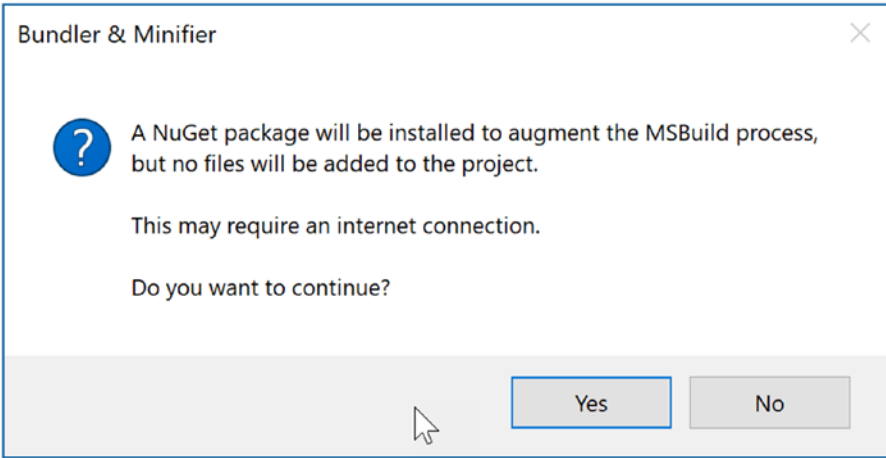 Bundler & Minifier
A NuGet package will be installed to augment the MSBuild process,
but no files will be added to the project.
This may require an internet connection.
Do you want to continue?
Yes
No